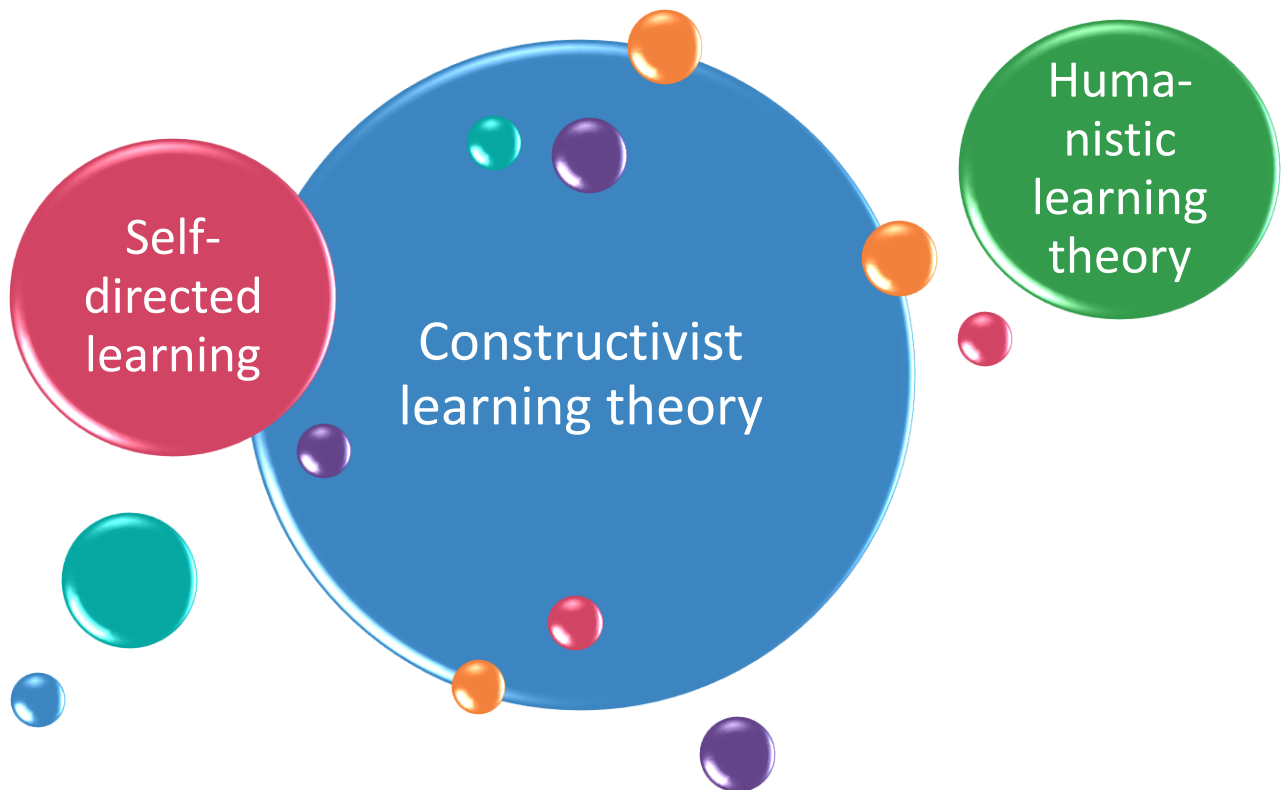 Self-
directed
learning
Constructivist
learning theory
Huma-
nistic
learning
theory